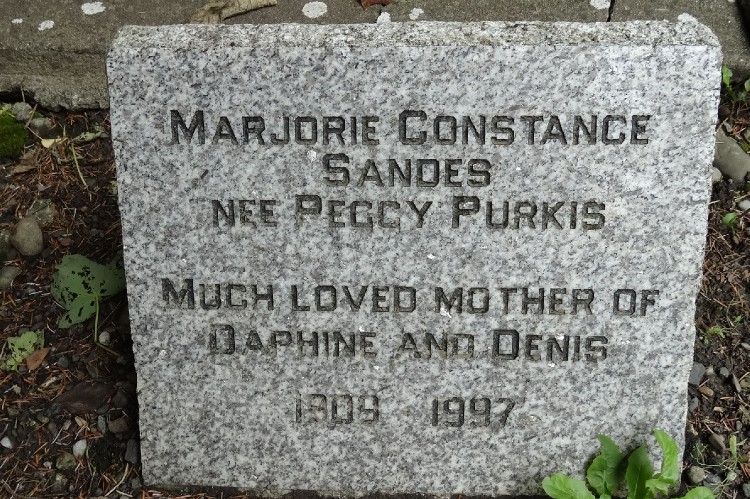 MARJORIE CONSTANCE
SANDES
NEE PEGGY PURKIS
MUCH LOVED MOTHER OF
DAPHINE AND DENIS
1909 1997